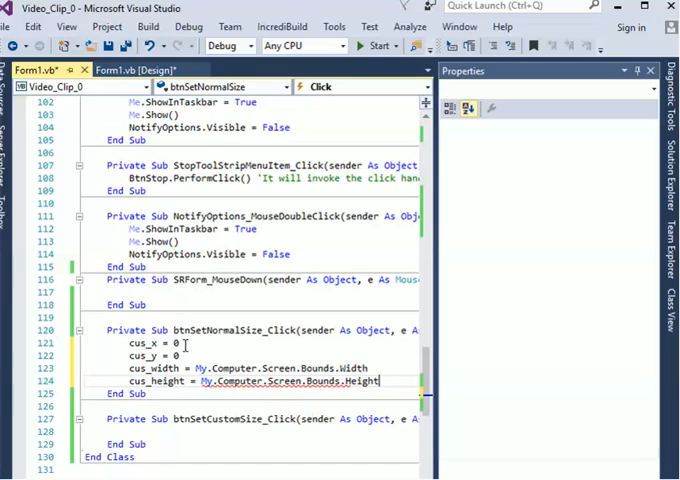 Video_Clip_0 - Microsoft Visual Studio
Quick Launch (Ctrl+Q)
Edit View Project Build Debug Team IncrediBuild Tools Test Analyze Window Help Sign in
Debug Any CPU Start
Form1.vb* Form1.vb [Design]*
Video_Clip_0 btnSetNormalSize Click
102 Me.ShowInTaskbar = True
103 Me.Show()
104 NotifyOptions.Visible = False
105 End Sub
106
107 Private Sub StopToolStripMenuItem_Click(sender As Object,
108 BtnStop.PerformClick() 'It will invoke the click han
109 End Sub
110
111 Private Sub NotifyOptions_MouseDoubleClick(sender As Obj
112 Me.ShowInTaskbar = True
113 Me.Show()
114 NotifyOptions.Visible = False
115 End Sub
116 Private Sub SRForm_MouseDown(sender As Object, e As Mous
117
118 End Sub
119
120 Private Sub btnSetNormalSize_Click(sender As Object, e A
121 cus_x = 0
122 cus_y = 0
123 cus_width = My.Computer.Screen.Bounds.Width
124 cus_height = My.Computer.Screen.Bounds.Height
125 End Sub
126
127 Private Sub btnSetCustomSize_Click(sender As Object, e A
128
129 End Sub
130 End Class
131
Properties
Data Sources
Server Explorer
Toolbox
Diagnostic Tools
Solution Explorer
Team Explorer
Class View